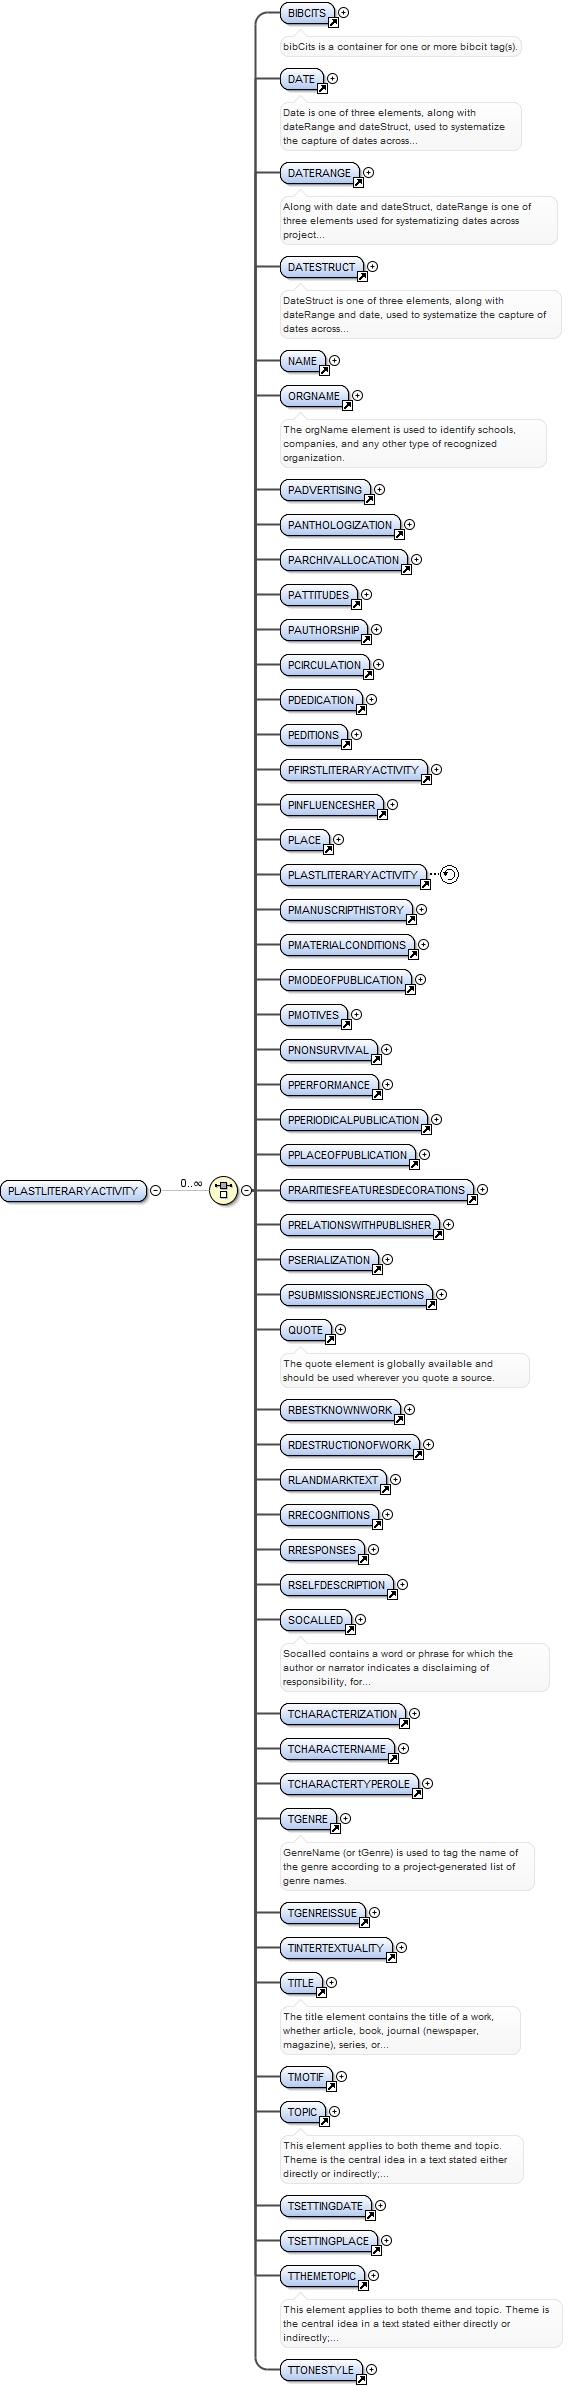 BIBCITS
bibCits is a container for one or more bibcit tag(s).
DATE
Date is one of three elements, along with
dateRange and dateStruct, used to systematize
the capture of dates across...
DATERANGE
Along with date and dateStruct, dateRange is one of
three elements used for systematizing dates across
project...
DATESTRUCT
DateStruct is one of three elements, along with
dateRange and date, used to systematize the capture of
dates across...
NAME
ORGNAME
The orgName element is used to identify schools,
companies, and any other type of recognized
organization.
PADVERTISING
PANTHOLOGIZATION
PARCHIVALLOCATION
PATTITUDES
PAUTHORSHIP
PCIRCULATION
PDEDICATION
PEDITIONS
PFIRSTLITERARYACTIVITY
PINFLUENCESHER
PLACE
PLASTLITERARYACTIVITY
PMANUSCRIPTHISTORY
PMATERIALCONDITIONS
PMODEOFPUBLICATION
PMOTIVES
PNONSURVIVAL
PPERFORMANCE
PPERIODICALPUBLICATION
PPLACEOFPUBLICATION
PLASTLITERARYACTIVITY 0..∞
PRARITIESFEATURESDECORATIONS
PRELATIONSWITHPUBLISHER
PSERIALIZATION
PSUBMISSIONSREJECTIONS
QUOTE
The quote element is globally available and
should be used wherever you quote a source.
RBESTKNOWNWORK
RDESTRUCTIONOFWORK
RLANDMARKTEXT
RRECOGNITIONS
RRESPONSES
RSELFDESCRIPTION
SOCALLED
Socalled contains a word or phrase for which the
author or narrator indicates a disclaiming of
responsibility, for...
TCHARACTERIZATION
TCHARACTERNAME
TCHARACTERTYPEROLE
TGENRE
GenreName (or tGenre) is used to tag the name of
the genre according to a project-generated list of
genre names.
TGENREISSUE
TINTERTEXTUALITY
TITLE
The title element contains the title of a work,
whether article, book, journal (newspaper,
magazine), series, or...
TMOTIF
TOPIC
This element applies to both theme and topic.
Theme is the central idea in a text stated either
directly or indirectly;...
TSETTINGDATE
TSETTINGPLACE
TTHEMETOPIC
This element applies to both theme and topic. Theme is
the central idea in a text stated either directly or
indirectly;...
TTONESTYLE